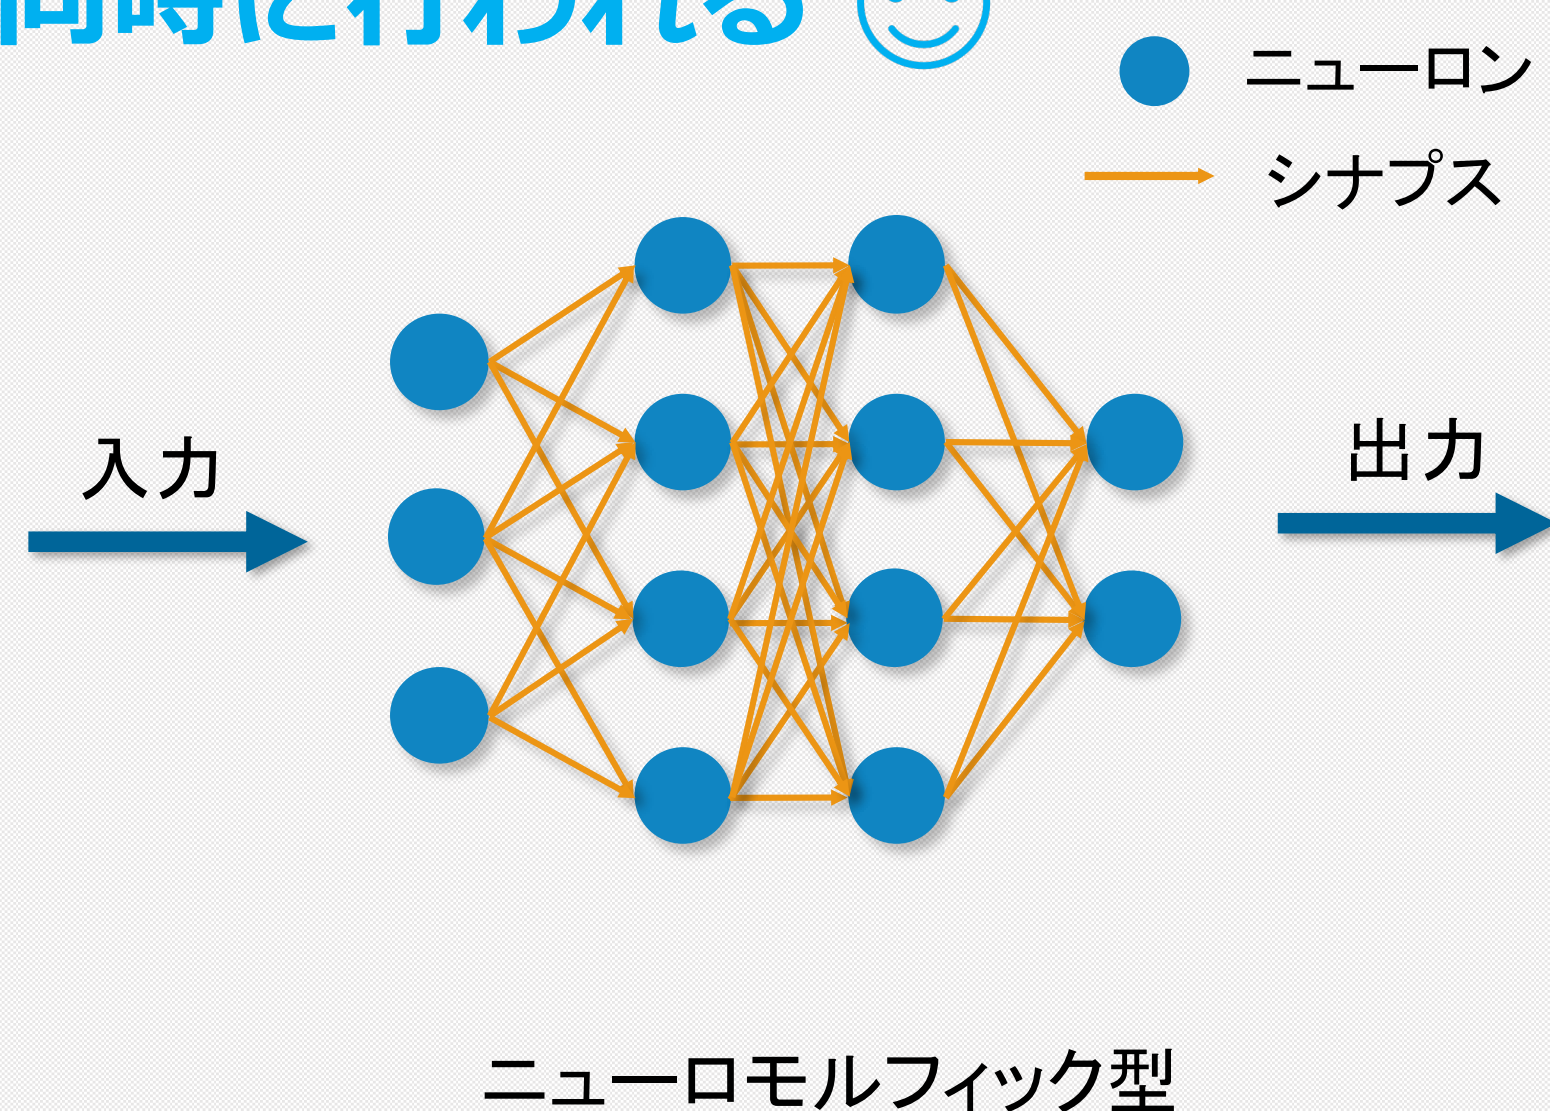 同時に行われる
ニューロン
シナプス
入力
出力
ニューロモルフィック型